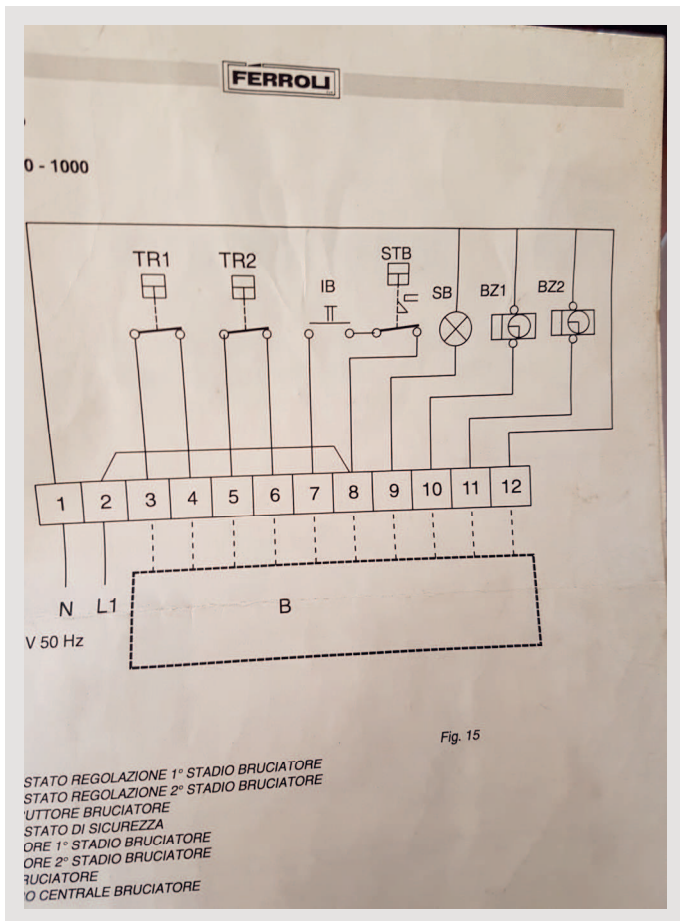 FERROLI
0 - 1000
TR1 TR2 IB STB SB BZ1 BZ2
1 2 3 4 5 6 7 8 9 10 11 12
N L1 B
V 50 Hz
Fig. 15
STATO REGOLAZIONE 1° STADIO BRUCIATORE
STATO REGOLAZIONE 2° STADIO BRUCIATORE
UTTORE BRUCIATORE
STATO DI SICUREZZA
ORE 1° STADIO BRUCIATORE
ORE 2° STADIO BRUCIATORE
RUCIATORE
O CENTRALE BRUCIATORE